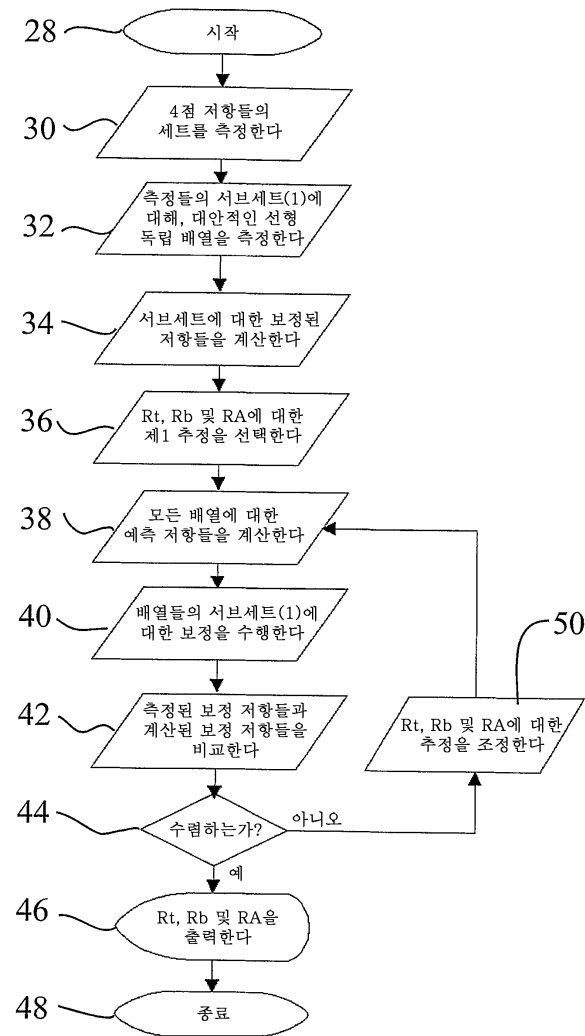 28
시작
30
4점 저항들의
세트를 측정한다
32
측정들의 서브세트(1)에
대해, 대안적인 선형
독립 배열을 측정한다
34
서브세트에 대한 보정된
저항들을 계산한다
36
Rt, Rb 및 RA에 대한
제1 추정을 선택한다
38
모든 배열에 대한
예측 저항들을 계산한다
40
배열들의 서브세트(1)에
대한 보정을 수행한다
50
42
측정된 보정 저항들과
계산된 보정 저항들을
비교한다
Rt, Rb 및 RA에 대한
추정을 조정한다
44
수렴하는가?
아니오
예
46
Rt, Rb 및 RA을
출력한다
48
종료